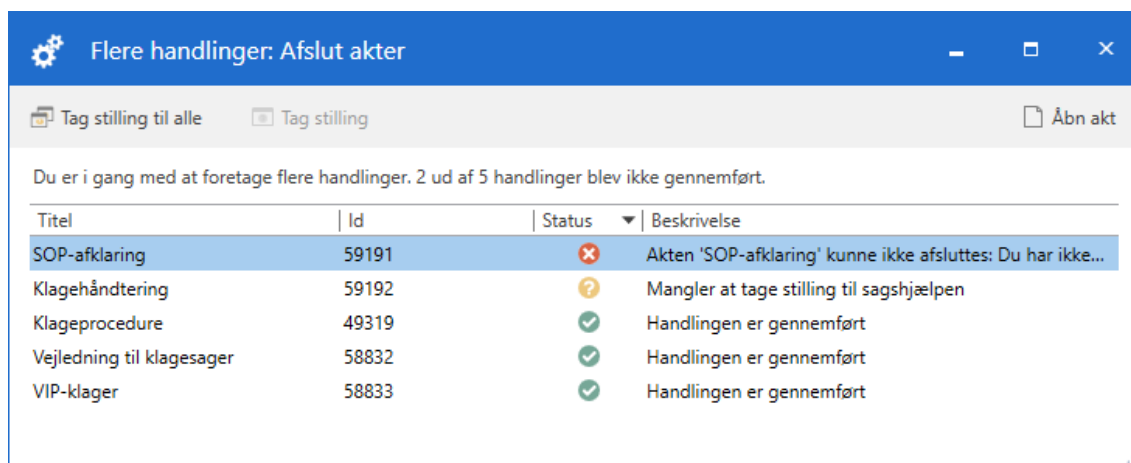 Flere handlinger: Afslut akter
Tag stilling til alle Tag stilling Åbn akt
Du er i gang med at foretage flere handlinger. 2 ud af 5 handlinger blev ikke gennemført.
Titel Id Status Beskrivelse
SOP-afklaring 59191 Akten 'SOP-afklaring' kunne ikke afsluttes: Du har ikke...
Klagehåndtering 59192 Mangler at tage stilling til sagshjælpen
Klageprocedure 49319 Handlingen er gennemført
Vejledning til klagesager 58832 Handlingen er gennemført
VIP-klager 58833 Handlingen er gennemført